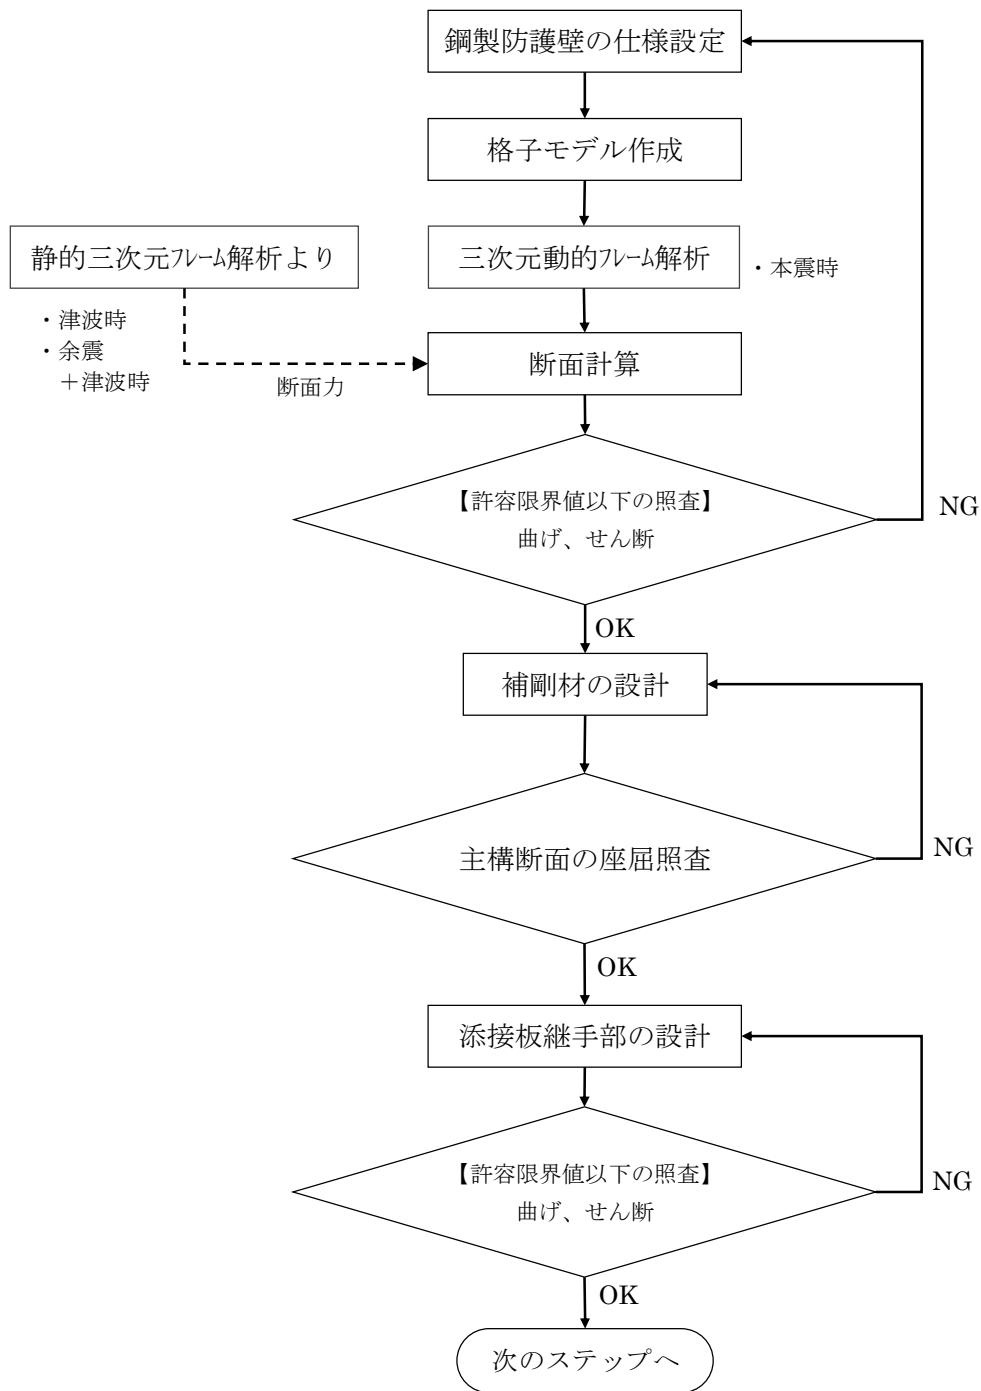 鋼製防護壁の仕様設定
格子モデル作成
静的三次元フレーム解析より
三次元動的フレーム解析
・本震時
・津波時
・余震
＋津波時
断面力
断面計算
【許容限界値以下の照査】
曲げ、せん断
NG
OK
補剛材の設計
主構断面の座屈照査
NG
OK
添接板継手部の設計
【許容限界値以下の照査】
曲げ、せん断
NG
OK
次のステップへ